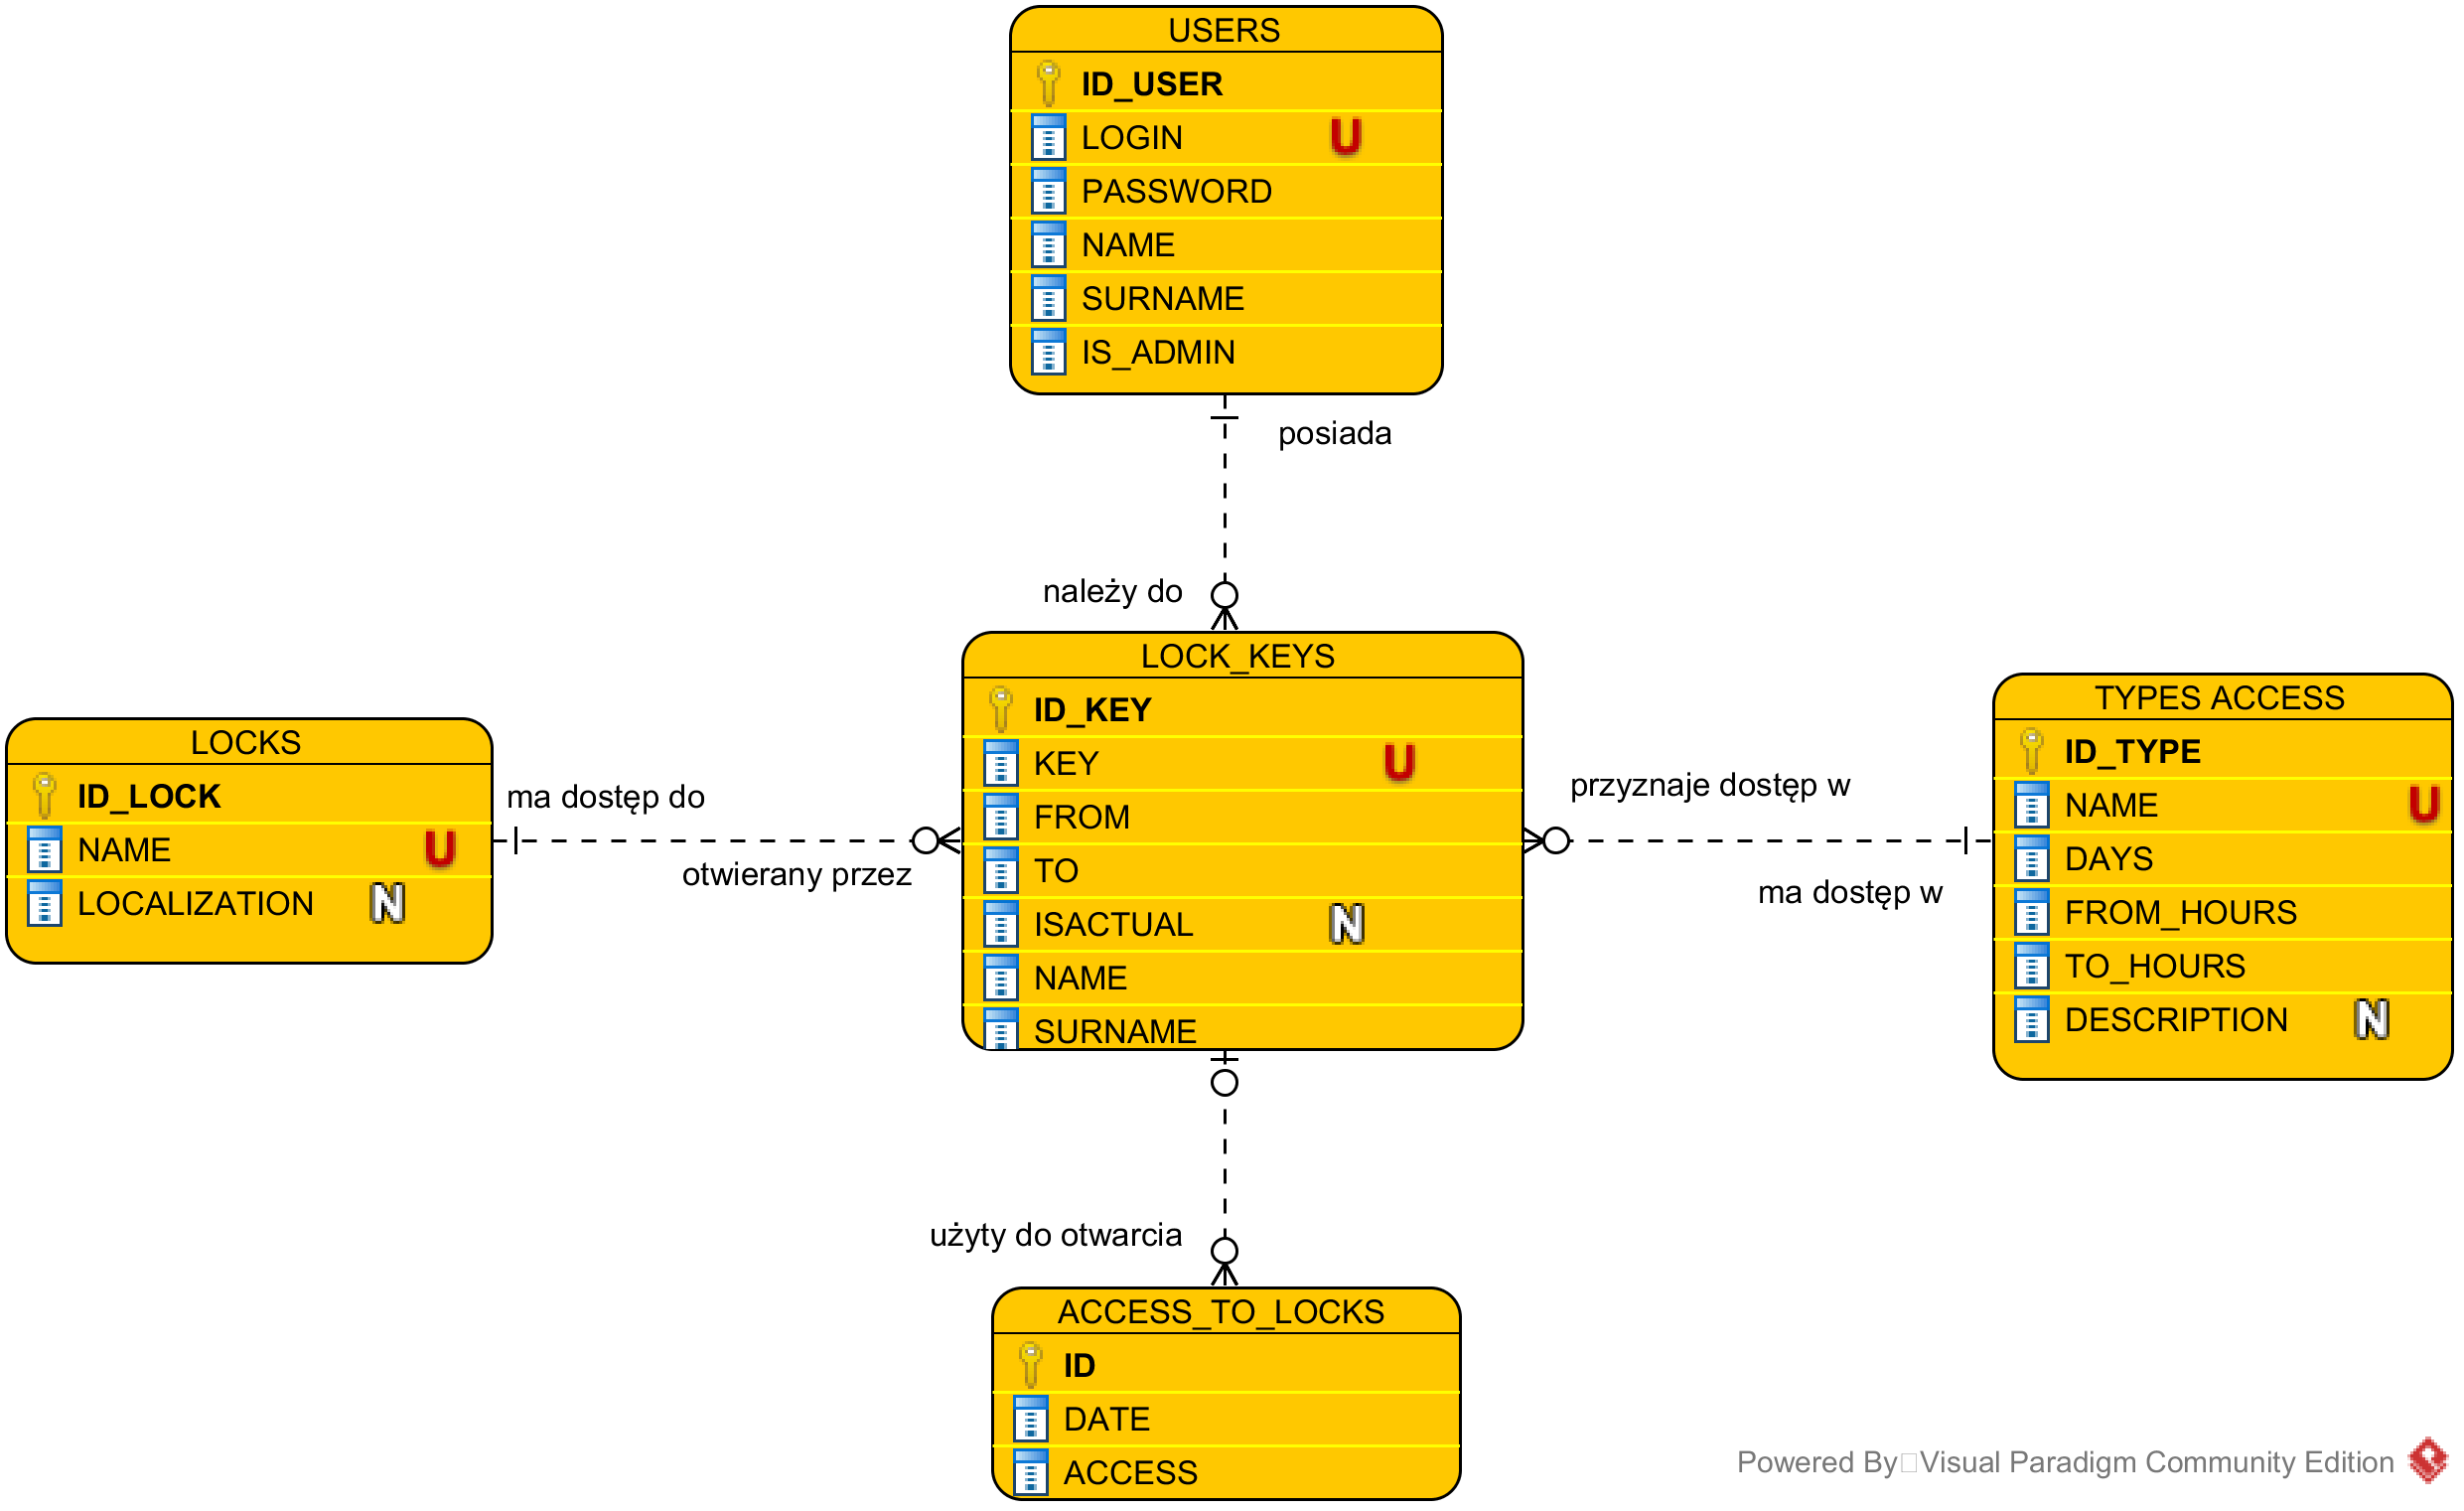 USERS
ID_USER
LOGIN U
PASSWORD
NAME
SURNAME
IS_ADMIN
posiada
należy do
LOCK_KEYS
ID_KEY
KEY U
FROM
TO
ISACTUAL N
NAME
SURNAME
LOCKS
ID_LOCK
NAME U
LOCALIZATION N
ma dostęp do
otwierany przez
przyznaje dostęp w
ma dostęp w
TYPES ACCESS
ID_TYPE
NAME U
DAYS
FROM_HOURS
TO_HOURS
DESCRIPTION N
użyty do otwarcia
ACCESS_TO_LOCKS
ID
DATE
ACCESS
Powered By□Visual Paradigm Community Edition